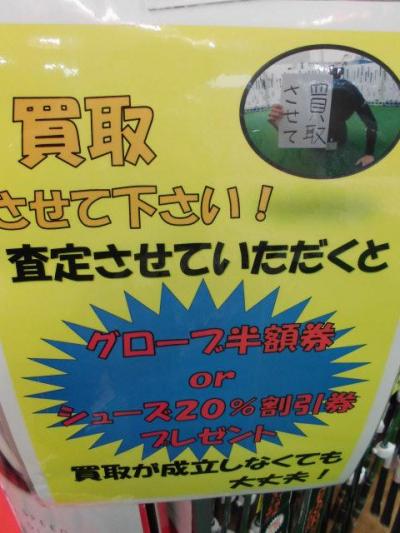 買取
させて
買取
させて下さい!
査定させていただくと
グローブ半額券
or
シューズ20%割引券
プレゼント
買取が成立しなくても
大丈夫!